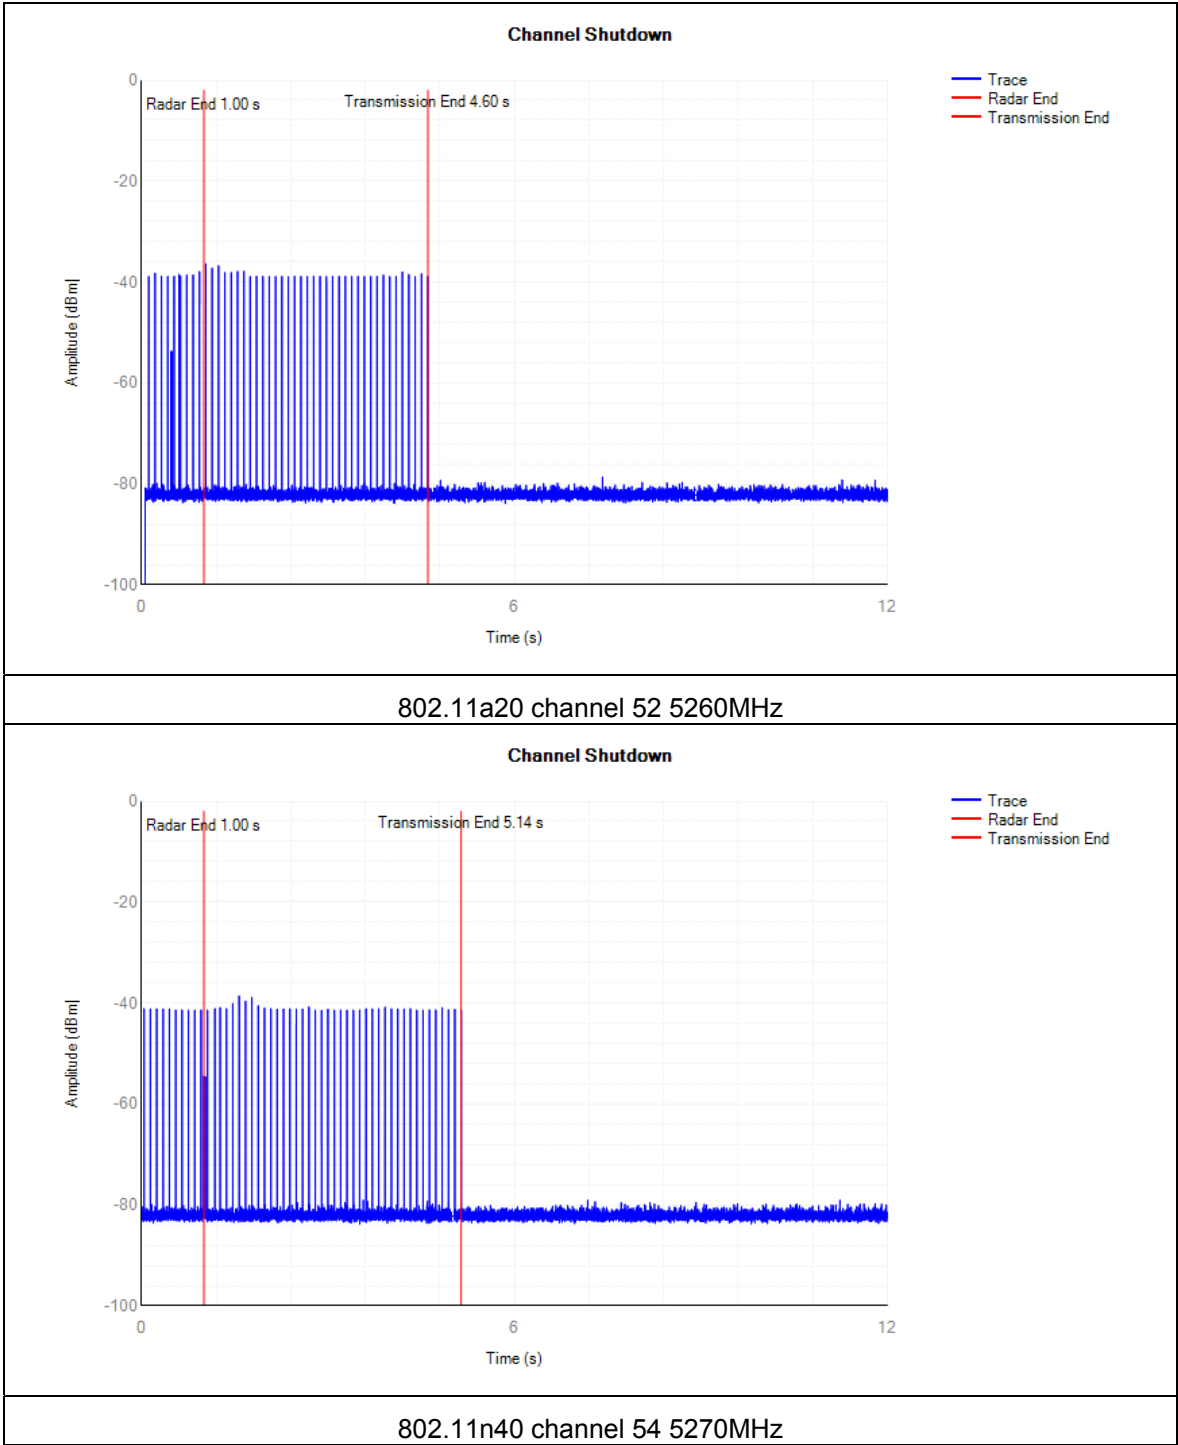 Channel Shutdown
Radar End 1.00 s
Transmission End 4.60 s
Trace
Radar End
Transmission End
0
-20
-40
-60
-80
-100
Amplitude (dBm)
0 6 12
Time (s)
802.11a20 channel 52 5260MHz
Channel Shutdown
Radar End 1.00 s
Transmission End 5.14 s
Trace
Radar End
Transmission End
0
-20
-40
-60
-80
-100
Amplitude (dBm)
0 6 12
Time (s)
802.11n40 channel 54 5270MHz